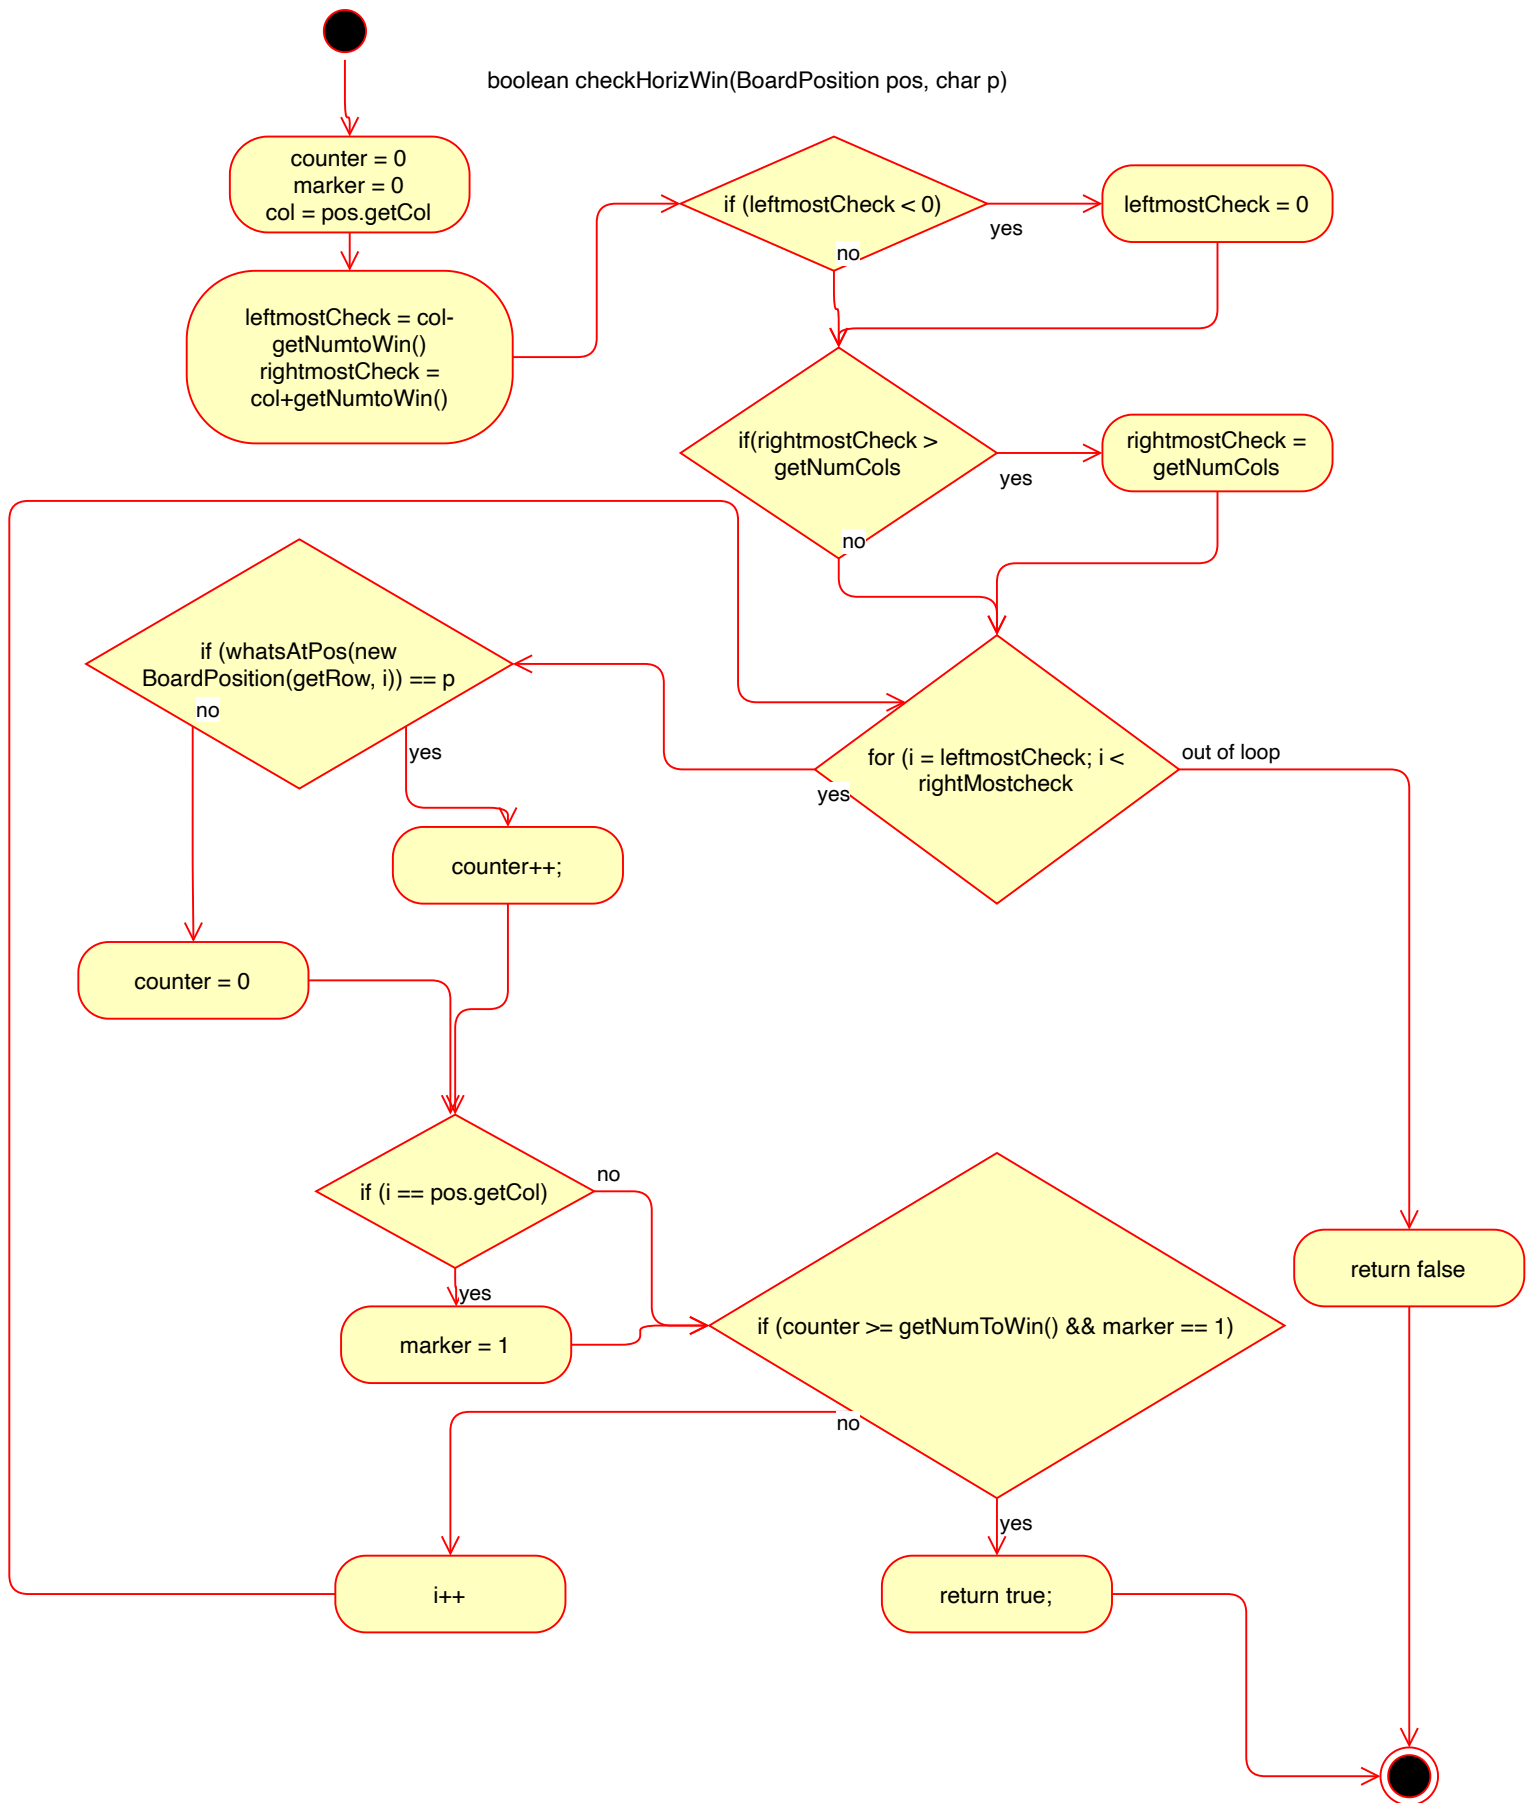 boolean checkHorizWin(BoardPosition pos, char p)
counter = 0
marker = 0
col = pos.getCol
leftmostCheck = col-
getNumtoWin()
rightmostCheck =
col+getNumtoWin()
if (leftmostCheck < 0)
yes
no
leftmostCheck = 0
if(rightmostCheck >
getNumCols
yes
no
rightmostCheck =
getNumCols
for (i = leftmostCheck; i <
rightMostcheck
yes
out of loop
if (whatsAtPos(new
BoardPosition(getRow, i)) == p
no
yes
counter++;
counter = 0
if (i == pos.getCol)
no
yes
marker = 1
if (counter >= getNumToWin() && marker == 1)
no
yes
return false
i++
return true;